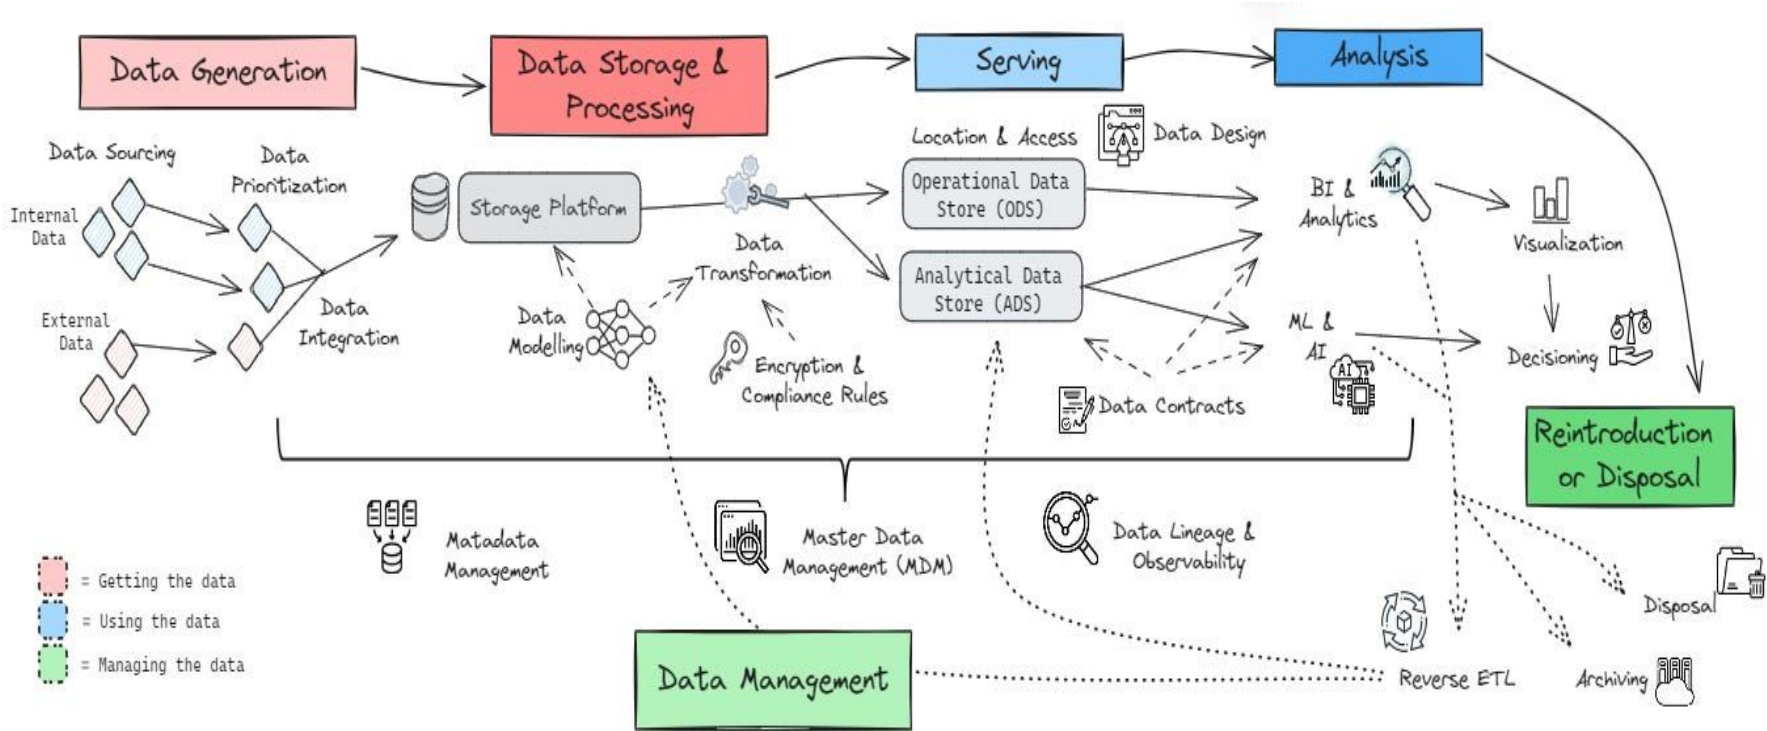 Data Generation
Data Storage &
Processing
Serving
Analysis
Data Sourcing
Data
Prioritization
Internal
Data
External
Data
Data
Integration
Storage Platform
Data
Transformation
Data
Modelling
Encryption &
Compliance Rules
Location & Access
Operational Data
Store (ODS)
Analytical Data
Store (ADS)
Data Design
Data Contracts
BI &
Analytics
ML &
AI
AI
Visualization
Decisioning
Reintroduction
or Disposal
Matadata
Management
Master Data
Management (MDM)
Data Lineage &
Observability
= Getting the data
= Using the data
= Managing the data
Data Management
Reverse ETL
Archiving
Disposal